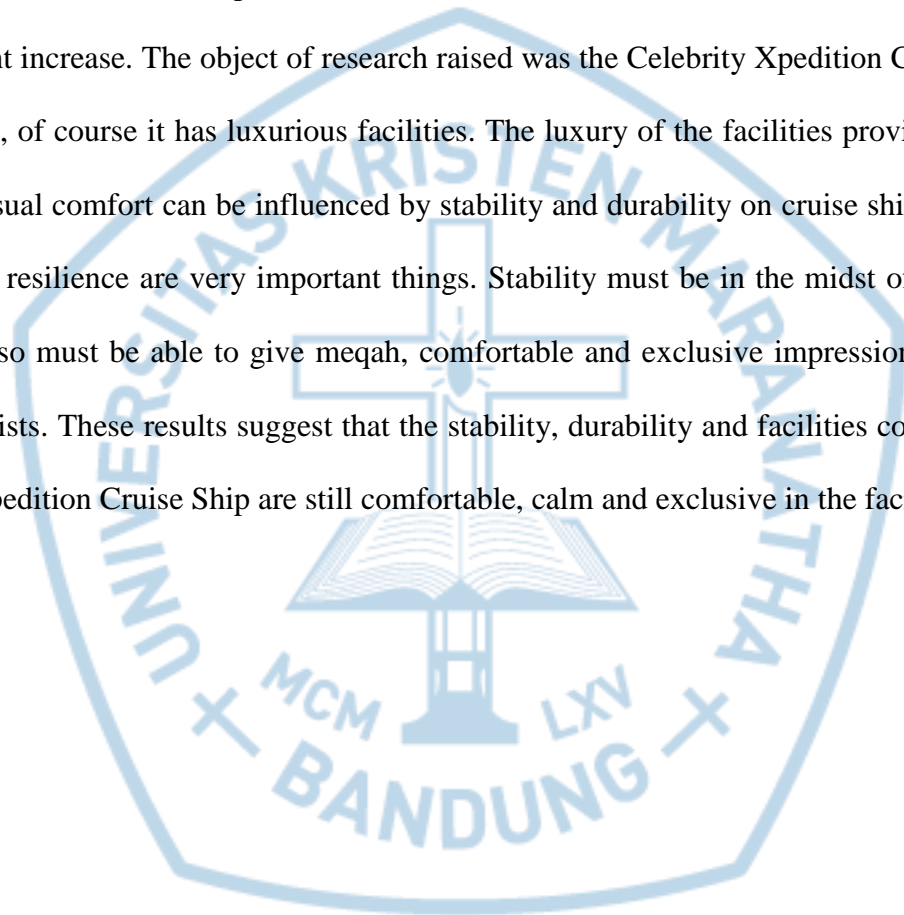 nt increase. The object of research raised was the Celebrity Xpedition C
, of course it has luxurious facilities. The luxury of the facilities provi
sual comfort can be influenced by stability and durability on cruise shi
resilience are very important things. Stability must be in the midst o
so must be able to give meqah, comfortable and exclusive impression
ists. These results suggest that the stability, durability and facilities co
pedition Cruise Ship are still comfortable, calm and exclusive in the fac
UNIVERSITAS KRISTEN MARANATHA
MCM LXV
BANDUNG